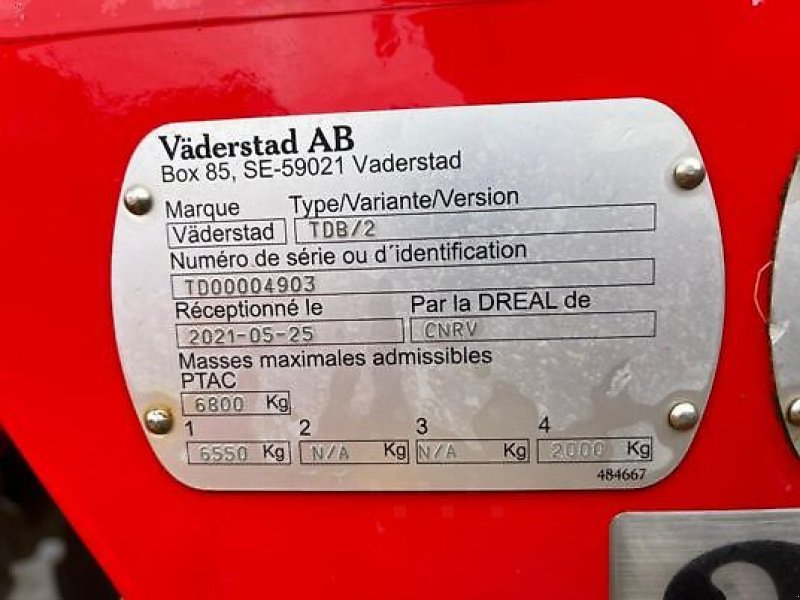 Väderstad AB
Box 85, SE-59021 Vaderstad
Marque Type/Variante/Version
Väderstad TDB/2
Numéro de série ou d´identification
TD00004903
Réceptionné le Par la DREAL de
2021-05-25 CNRV
Masses maximales admissibles
PTAC
6800 Kg
1 2 3 4
6550 Kg N/A Kg N/A Kg 2000 Kg
484667